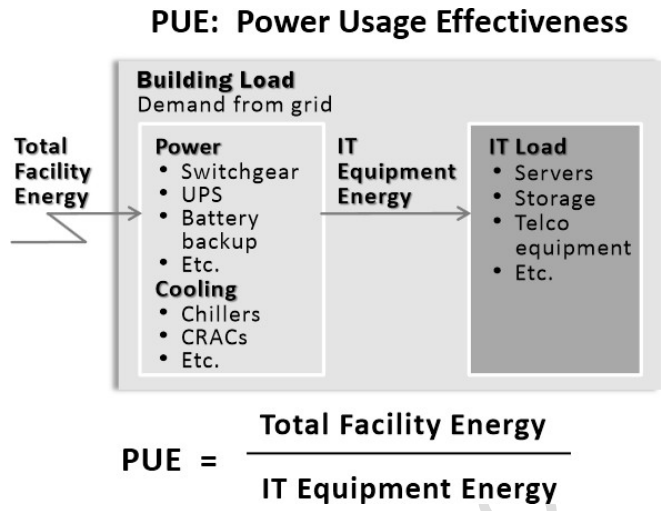 PUE: Power Usage Effectiveness
Building Load
Demand from grid
Total
Facility
Energy
Power
• Switchgear
• UPS
• Battery
backup
• Etc.
Cooling
• Chillers
• CRACs
• Etc.
IT
Equipment
Energy
IT Load
• Servers
• Storage
• Telco
equipment
• Etc.
PUE =
Total Facility Energy
IT Equipment Energy